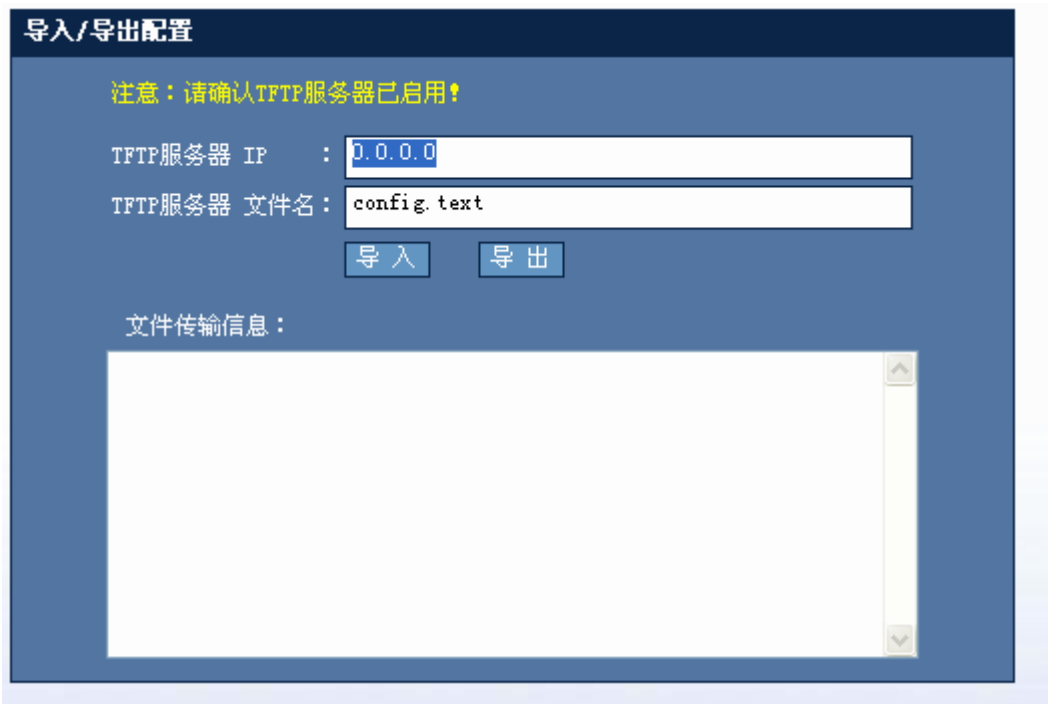 导入/导出配置
注意：请确认TFTP服务器已启用！
TFTP服务器 IP ： 0.0.0.0
TFTP服务器 文件名： config.text
导 入 导 出
文件传输信息：